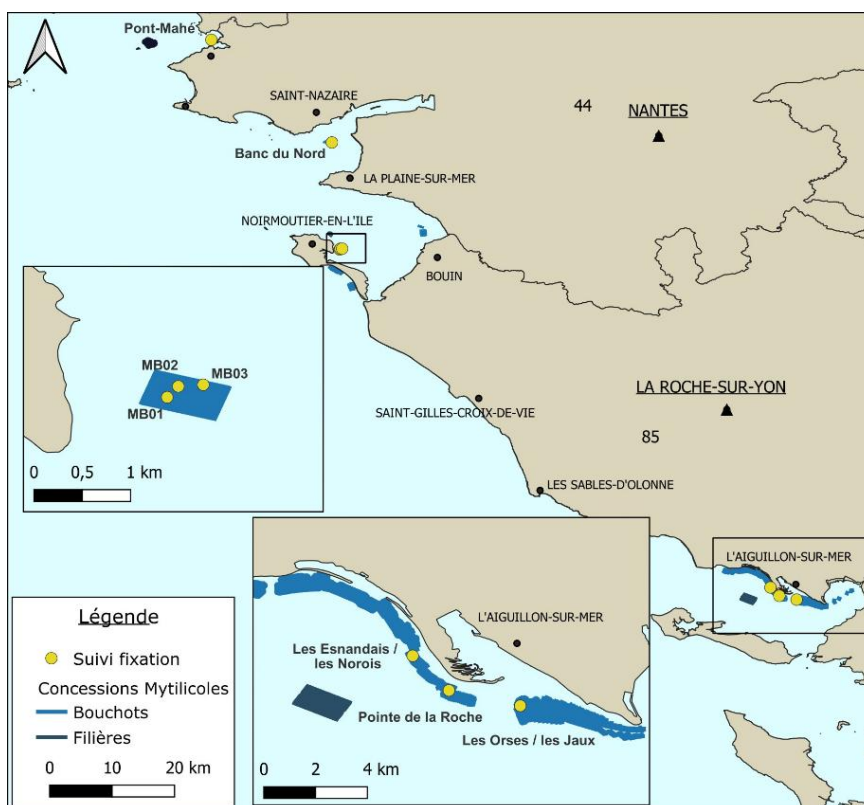 Pont-Mahé
SAINT-NAZAIRE
44
NANTES
Banc du Nord
LA PLAINE-SUR-MER
NOIRMOUTIER-EN-L'ILE
BOUIN
MB02
MB03
MB01
0 0,5 1 km
LA ROCHE-SUR-YON
SAINT-GILLES-CROIX-DE-VIE
85
LES SABLES-D'OLONNE
L'AIGUILLON-SUR-MER
L'AIGUILLON-SUR-MER
Les Esnandais /
les Norois
Pointe de la Roche
Les Orses / les Jaux
0 2 4 km
Légende
Suivi fixation
Concessions Mytilicoles
Bouchots
Filières
0 10 20 km